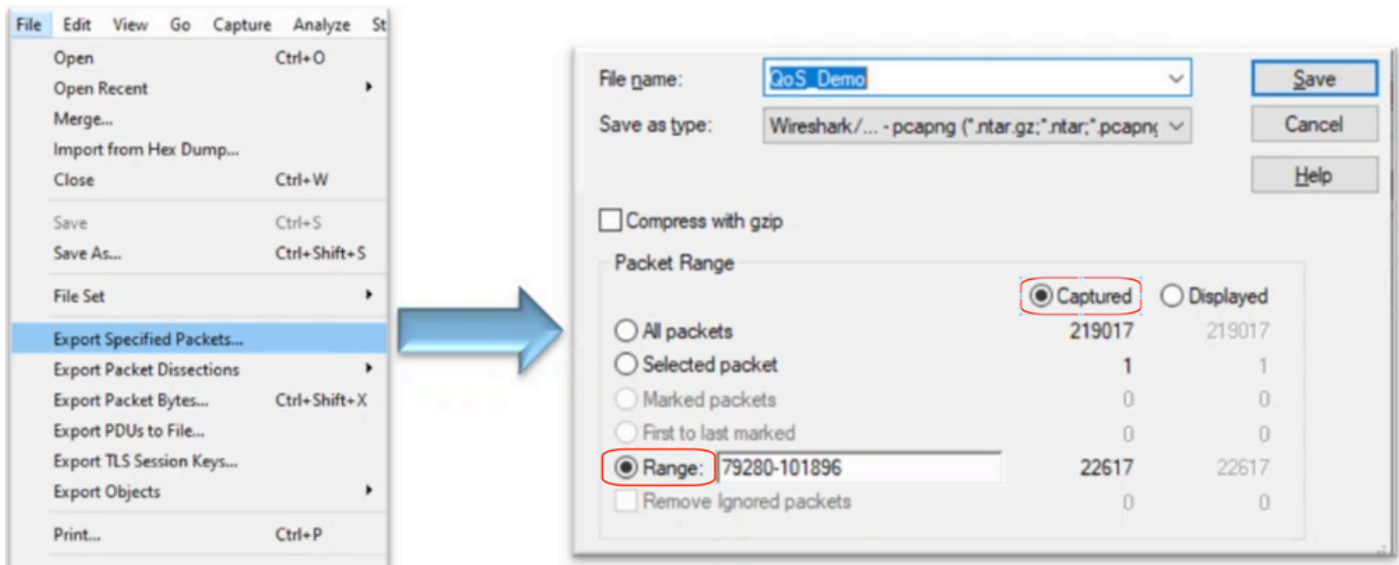 File Edit View Go Capture Analyze St
Open Ctrl+O
Open Recent
Merge...
Import from Hex Dump...
Close Ctrl+W
Save Ctrl+S
Save As... Ctrl+Shift+S
File Set
Export Specified Packets...
Export Packet Dissections
Export Packet Bytes... Ctrl+Shift+X
Export PDUs to File...
Export TLS Session Keys...
Export Objects
Print... Ctrl+P
File name: QoS_Demo Save
Save as type: Wireshark/... - pcapng (*.ntar.gz;*.ntar;*.pcapng Cancel
Help
Compress with gzip
Packet Range
Captured Displayed
All packets 219017 219017
Selected packet 1 1
Marked packets 0 0
First to last marked 0 0
Range: 79280-101896 22617 22617
Remove Ignored packets 0 0